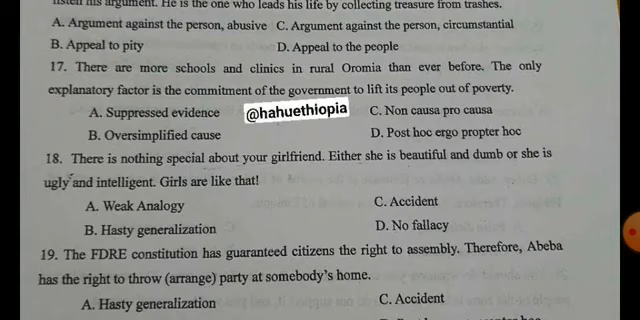 listen his argument. He is the one who leads his life by collecting treasure from trashes.
A. Argument against the person, abusive C. Argument against the person, circumstantial
B. Appeal to pity D. Appeal to the people
17. There are more schools and clinics in rural Oromia than ever before. The only
explanatory factor is the commitment of the government to lift its people out of poverty.
A. Suppressed evidence @hahuethiopia C. Non causa pro causa
B. Oversimplified cause D. Post hoc ergo propter hoc
18. There is nothing special about your girlfriend. Either she is beautiful and dumb or she is
ugly and intelligent. Girls are like that!
A. Weak Analogy C. Accident
B. Hasty generalization D. No fallacy
19. The FDRE constitution has guaranteed citizens the right to assembly. Therefore, Abeba
has the right to throw (arrange) party at somebody's home.
A. Hasty generalization C. Accident